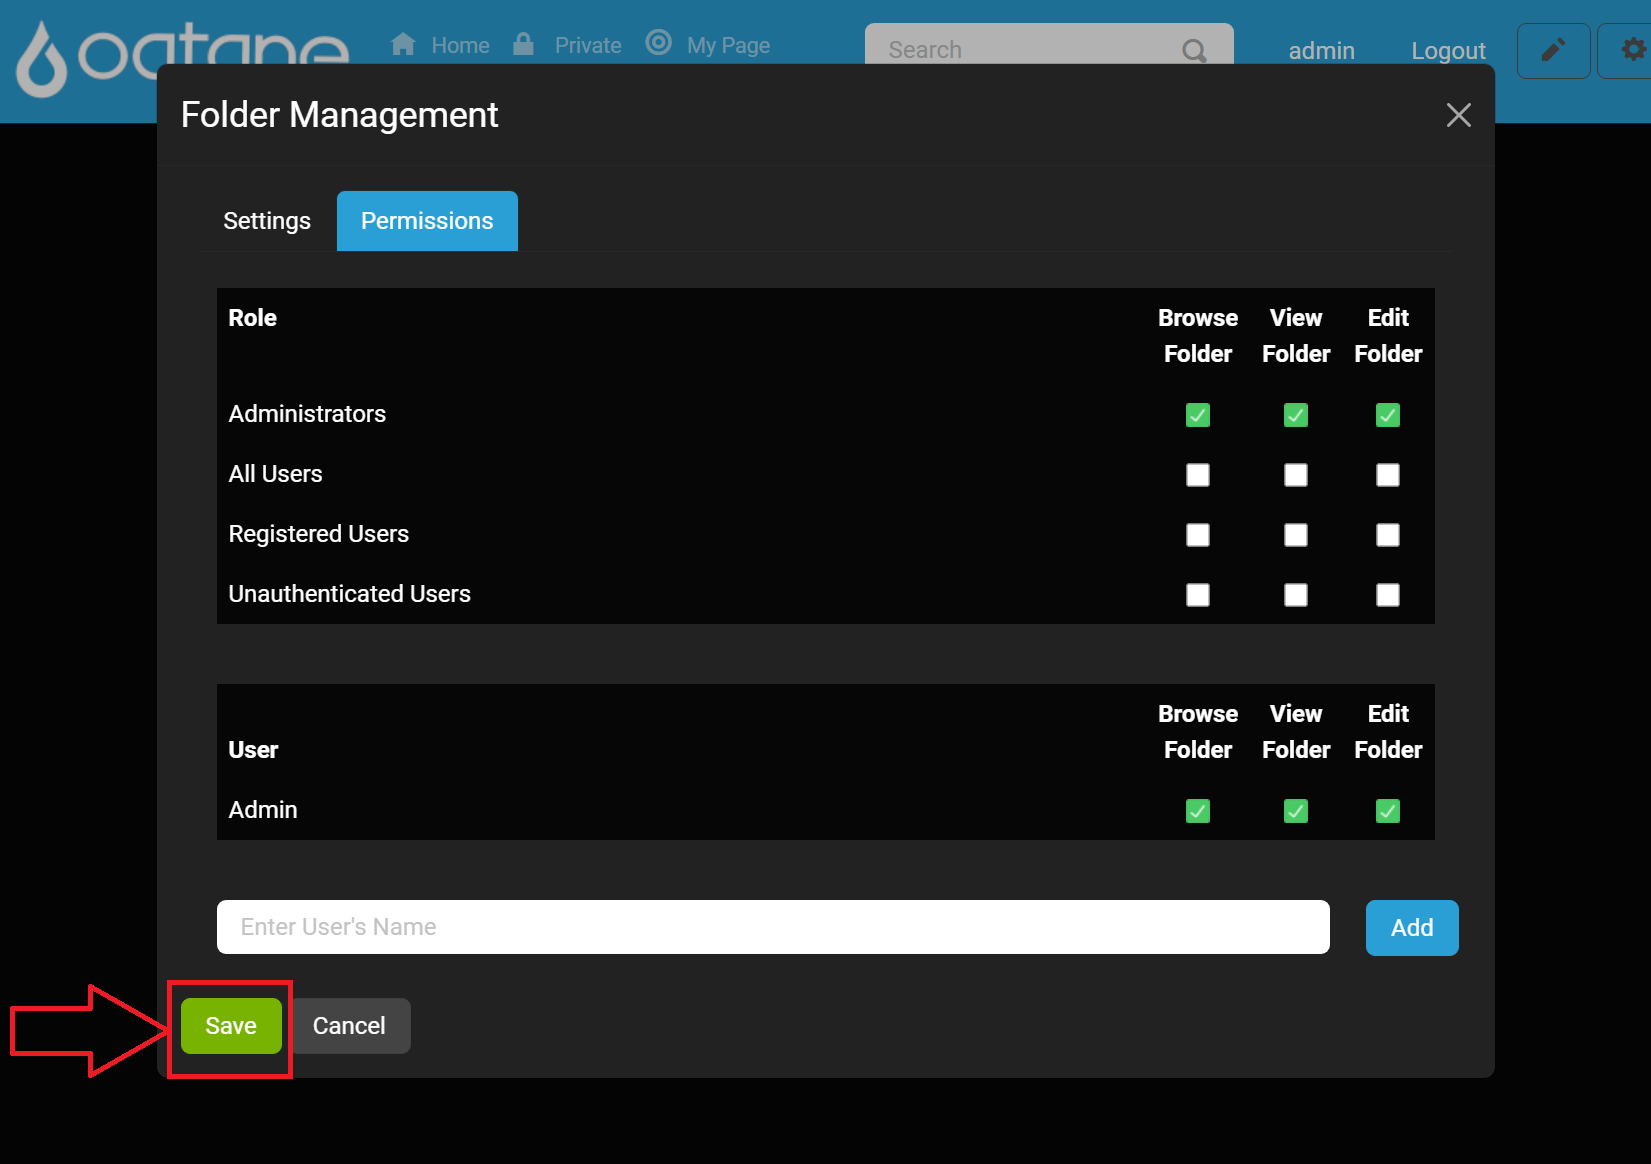 oqtane
Home Private My Page Search admin Logout
Folder Management
Settings Permissions
Role Browse Folder View Folder Edit Folder
Administrators
All Users
Registered Users
Unauthenticated Users
User Browse Folder View Folder Edit Folder
Admin
Enter User's Name Add
Save Cancel